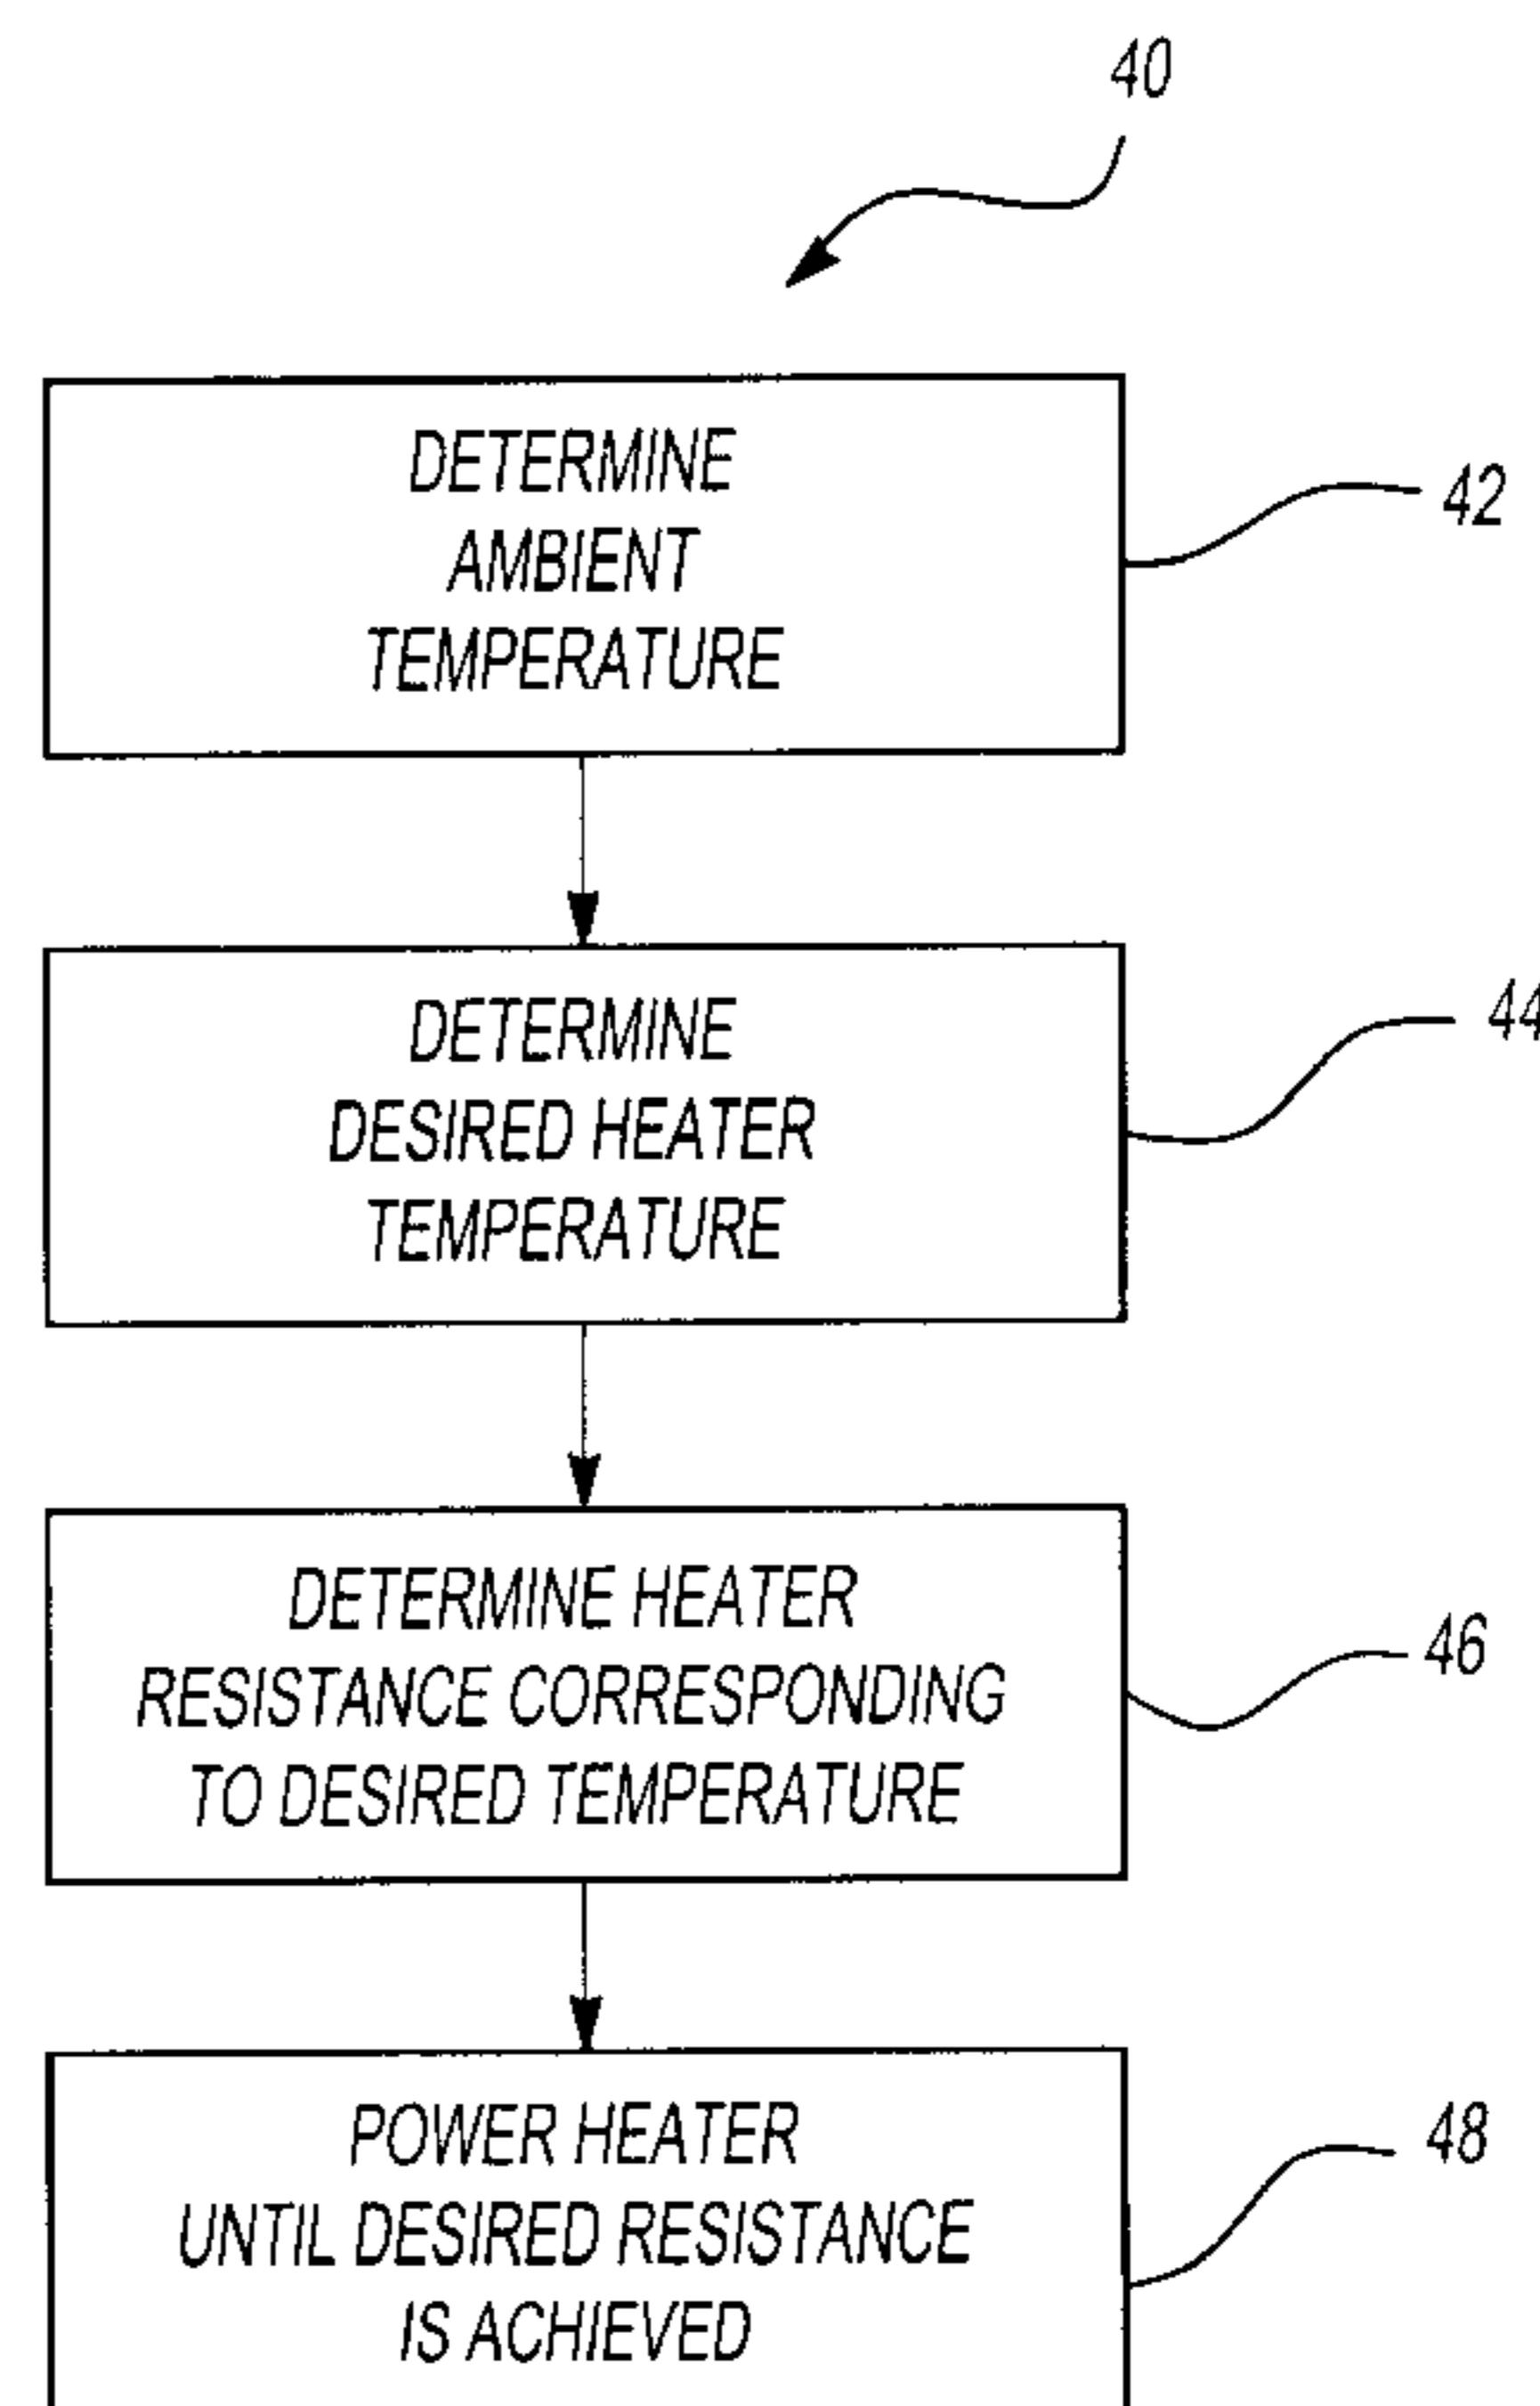 40
DETERMINE
AMBIENT
TEMPERATURE
42
DETERMINE
DESIRED HEATER
TEMPERATURE
44
DETERMINE HEATER
RESISTANCE CORRESPONDING
TO DESIRED TEMPERATURE
46
POWER HEATER
UNTIL DESIRED RESISTANCE
IS ACHIEVED
48